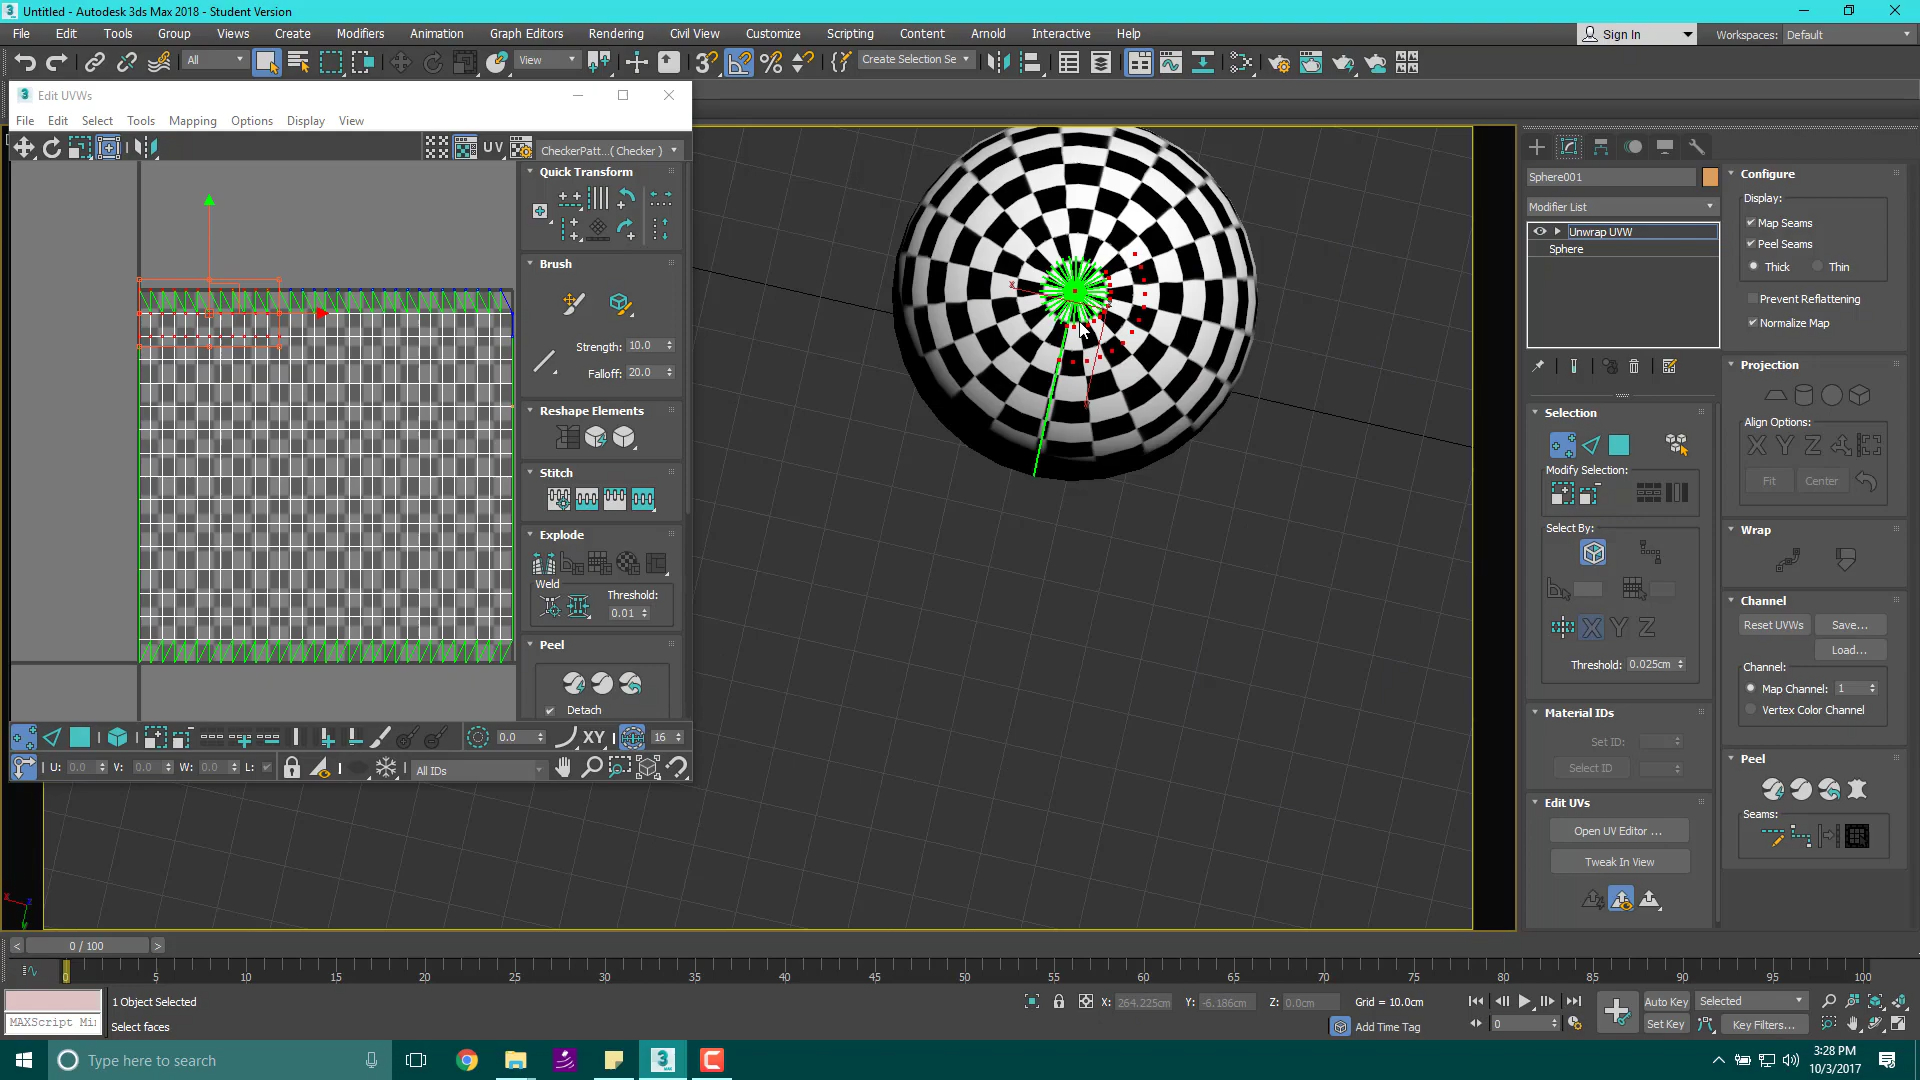 Untitled - Autodesk 3ds Max 2018 - Student Version
File Edit Tools Group Views Create Modifiers Animation Graph Editors Rendering Civil View Customize Scripting Content Arnold Interactive Help
Sign In
Workspaces: Default
All
View
Create Selection Se
Edit UVWs
File Edit Select Tools Mapping Options Display View
UV
CheckerPatt...( Checker )
Quick Transform
Brush
Strength: 10.0
Falloff: 20.0
Reshape Elements
Stitch
Explode
Weld
Threshold:
0.01
Peel
Detach
0.0
XY
16
U: 0.0 V: 0.0 W: 0.0 L:
All IDs
Sphere001
Modifier List
Unwrap UVW
Sphere
Selection
Modify Selection:
Select By:
X Y Z
Threshold: 0.025cm
Material IDs
Set ID:
Select ID
Edit UVs
Open UV Editor ...
Tweak In View
Configure
Display:
Map Seams
Peel Seams
Thick
Thin
Prevent Reflattening
Normalize Map
Projection
Align Options:
X Y Z
Fit
Center
Wrap
Channel
Reset UVWs
Save...
Load...
Channel:
Map Channel: 1
Vertex Color Channel
Peel
Seams:
< 0 / 100 >
0 5 10 15 20 25 30 35 40 45 50 55 60 65 70 75 80 85 90 95 100
MAXScript Mi
1 Object Selected
Select faces
X: 264.225cm Y: -6.186cm Z: 0.0cm Grid = 10.0cm
Add Time Tag
0
Auto Key
Selected
Set Key
Key Filters...
Type here to search
3:28 PM
10/3/2017